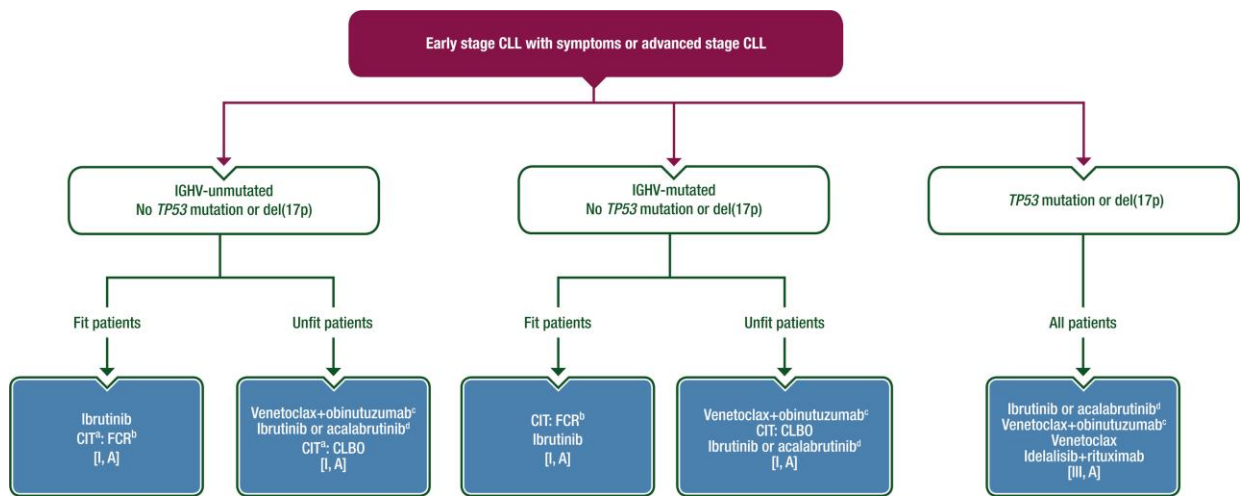 Early stage CLL with symptoms or advanced stage CLL
IGHV-unmutated
No TP53 mutation or del(17p)
IGHV-mutated
No TP53 mutation or del(17p)
TP53 mutation or del(17p)
Fit patients
Unfit patients
Fit patients
Unfit patients
All patients
Ibrutinib
CITᵃ: FCRᵇ
[I, A]
Venetoclax+obinutuzumabᶜ
Ibrutinib or acalabrutinibᵈ
CITᵃ: CLBO
[I, A]
CIT: FCRᵇ
Ibrutinib
[I, A]
Venetoclax+obinutuzumabᶜ
CIT: CLBO
Ibrutinib or acalabrutinibᵈ
[I, A]
Ibrutinib or acalabrutinibᵈ
Venetoclax+obinutuzumabᶜ
Venetoclax
Idelalisib+rituximab
[III, A]